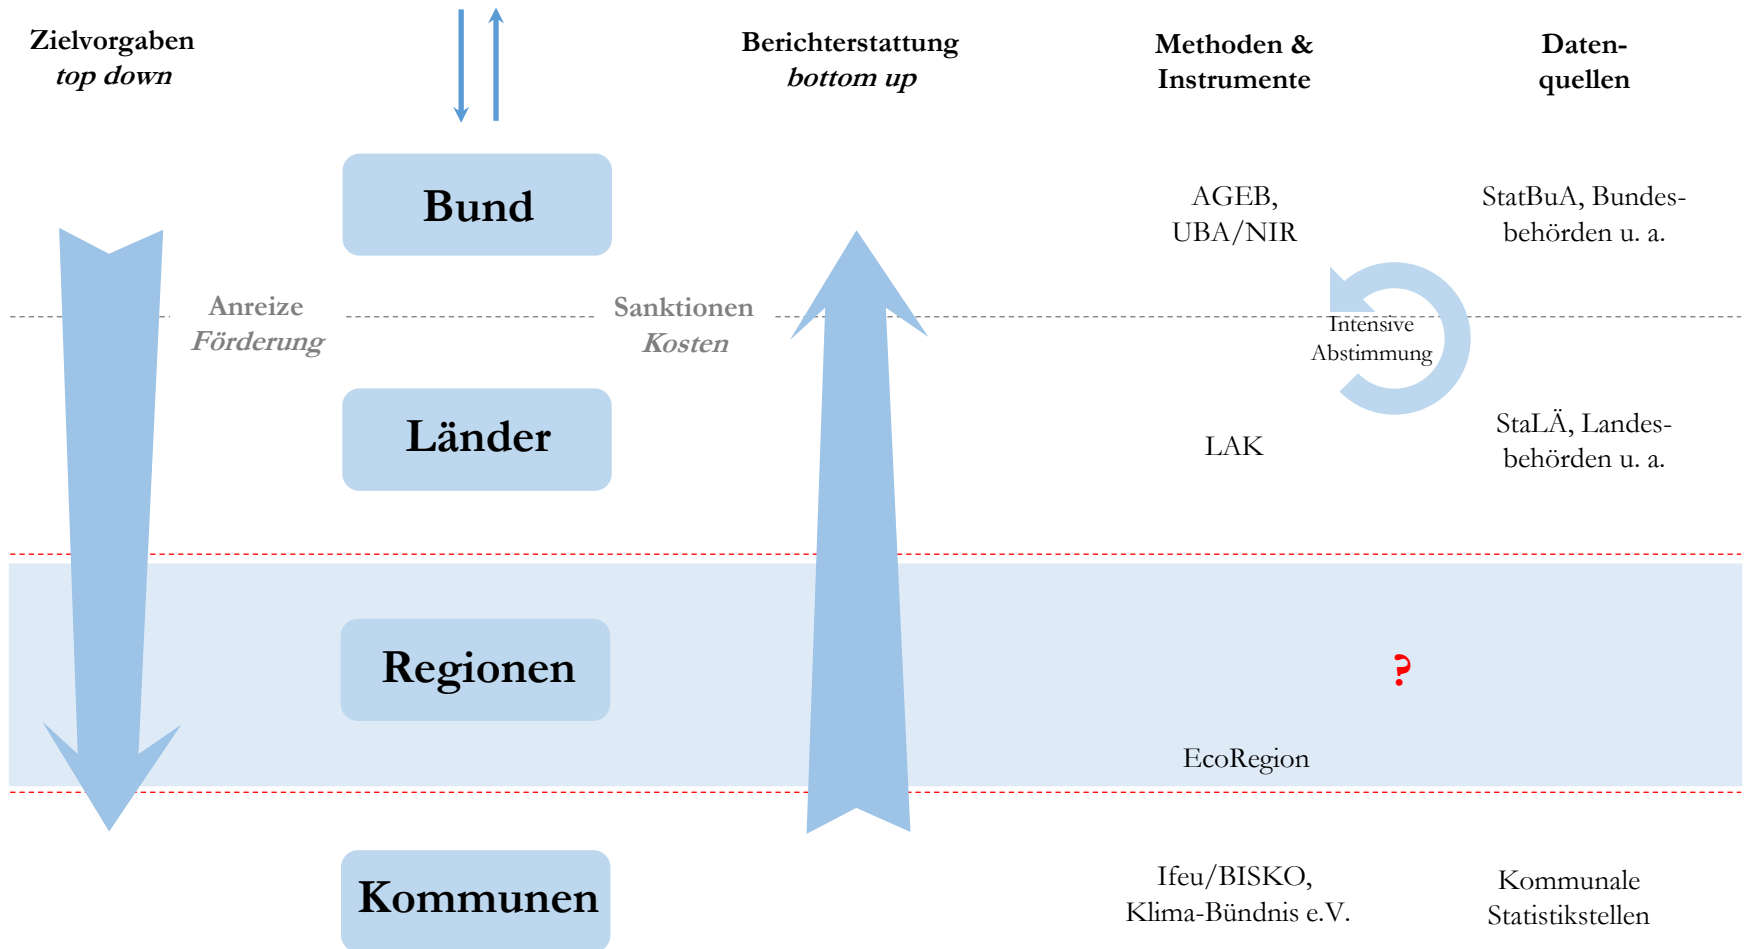 Zielvorgaben
top down
Berichterstattung
bottom up
Methoden &
Instrumente
Daten-
quellen
Bund
AGEB,
UBA/NIR
StatBuA, Bundes-
behörden u. a.
Anreize
Förderung
Sanktionen
Kosten
Intensive
Abstimmung
Länder
LAK
StaLÄ, Landes-
behörden u. a.
Regionen
?
EcoRegion
Kommunen
Ifeu/BISKO,
Klima-Bündnis e.V.
Kommunale
Statistikstellen